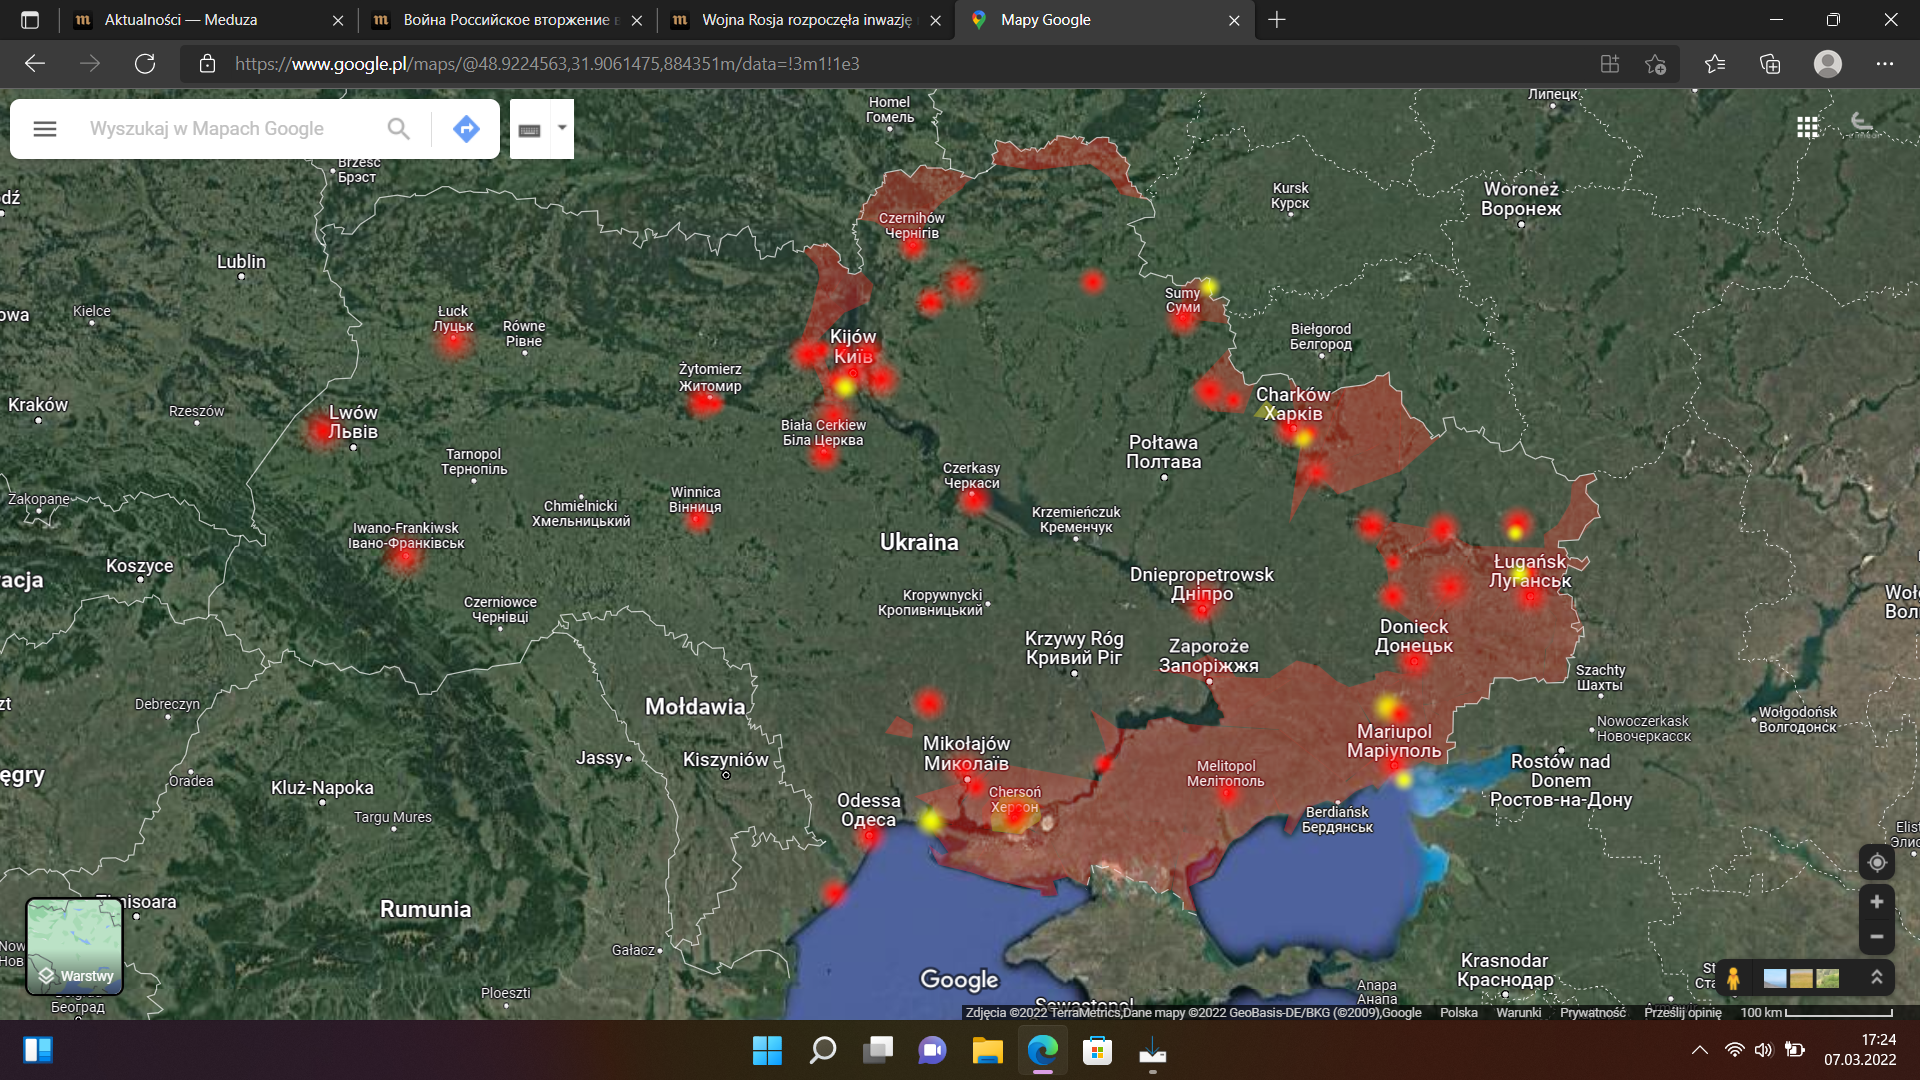 Aktualności — Meduza
Война Российское вторжение в
Wojna Rosja rozpoczęła inwazję
Mapy Google
https://www.google.pl/maps/@48.9224563,31.9061475,884351m/data=!3m1!1e3
Wyszukaj w Mapach Google
Homel
Гомель
Липецк
Brześć
Брэст
Kursk
Курск
Woroneż
Воронеж
Czernihów
Чернігів
Lublin
Kielce
Łuck
Луцьк
Równe
Рівне
Sumy
Суми
Kijów
Київ
Biełgorod
Белгород
Żytomierz
Житомир
Kraków
Rzeszów
Lwów
Львів
Charków
Харків
Biała Cerkiew
Біла Церква
Tarnopol
Тернопіль
Połtawa
Полтава
Czerkasy
Черкаси
Zakopane
Winnica
Вінниця
Chmielnicki
Хмельницький
Krzemieńczuk
Кременчук
Iwano-Frankiwsk
Івано-Франківськ
Ukraina
Koszyce
acja
Ługańsk
Луганськ
Dniepropetrowsk
Дніпро
Czerniowce
Чернівці
Kropywnycki
Кропивницький
Woło
Donieck
Донецьк
Krzywy Róg
Кривий Ріг
Zaporoże
Запоріжжя
Szachty
Шахты
Debreczyn
Mołdawia
Nowoczerkask
Новочеркасск
Wołgodońsk
Волгодонск
Mariupol
Маріуполь
Mikołajów
Миколаїв
Jassy
Kiszyniów
Melitopol
Мелітополь
Rostów nad
Donem
Ростов-на-Дону
ęgry
Oradea
Kluż-Napoka
Chersoń
Херсон
Odessa
Одеса
Targu Mures
Berdiańsk
Бердянськ
Rumunia
Gałacz
Warstwy
Београд
Ploeszti
Google
Krasnodar
Краснодар
Anapa
Анапа
Sewastopol
Zdjęcia ©2022 TerraMetrics,Dane mapy ©2022 GeoBasis-DE/BKG (©2009),Google Polska Warunki Prywatność Prześlij opinię 100 km
17:24
07.03.2022